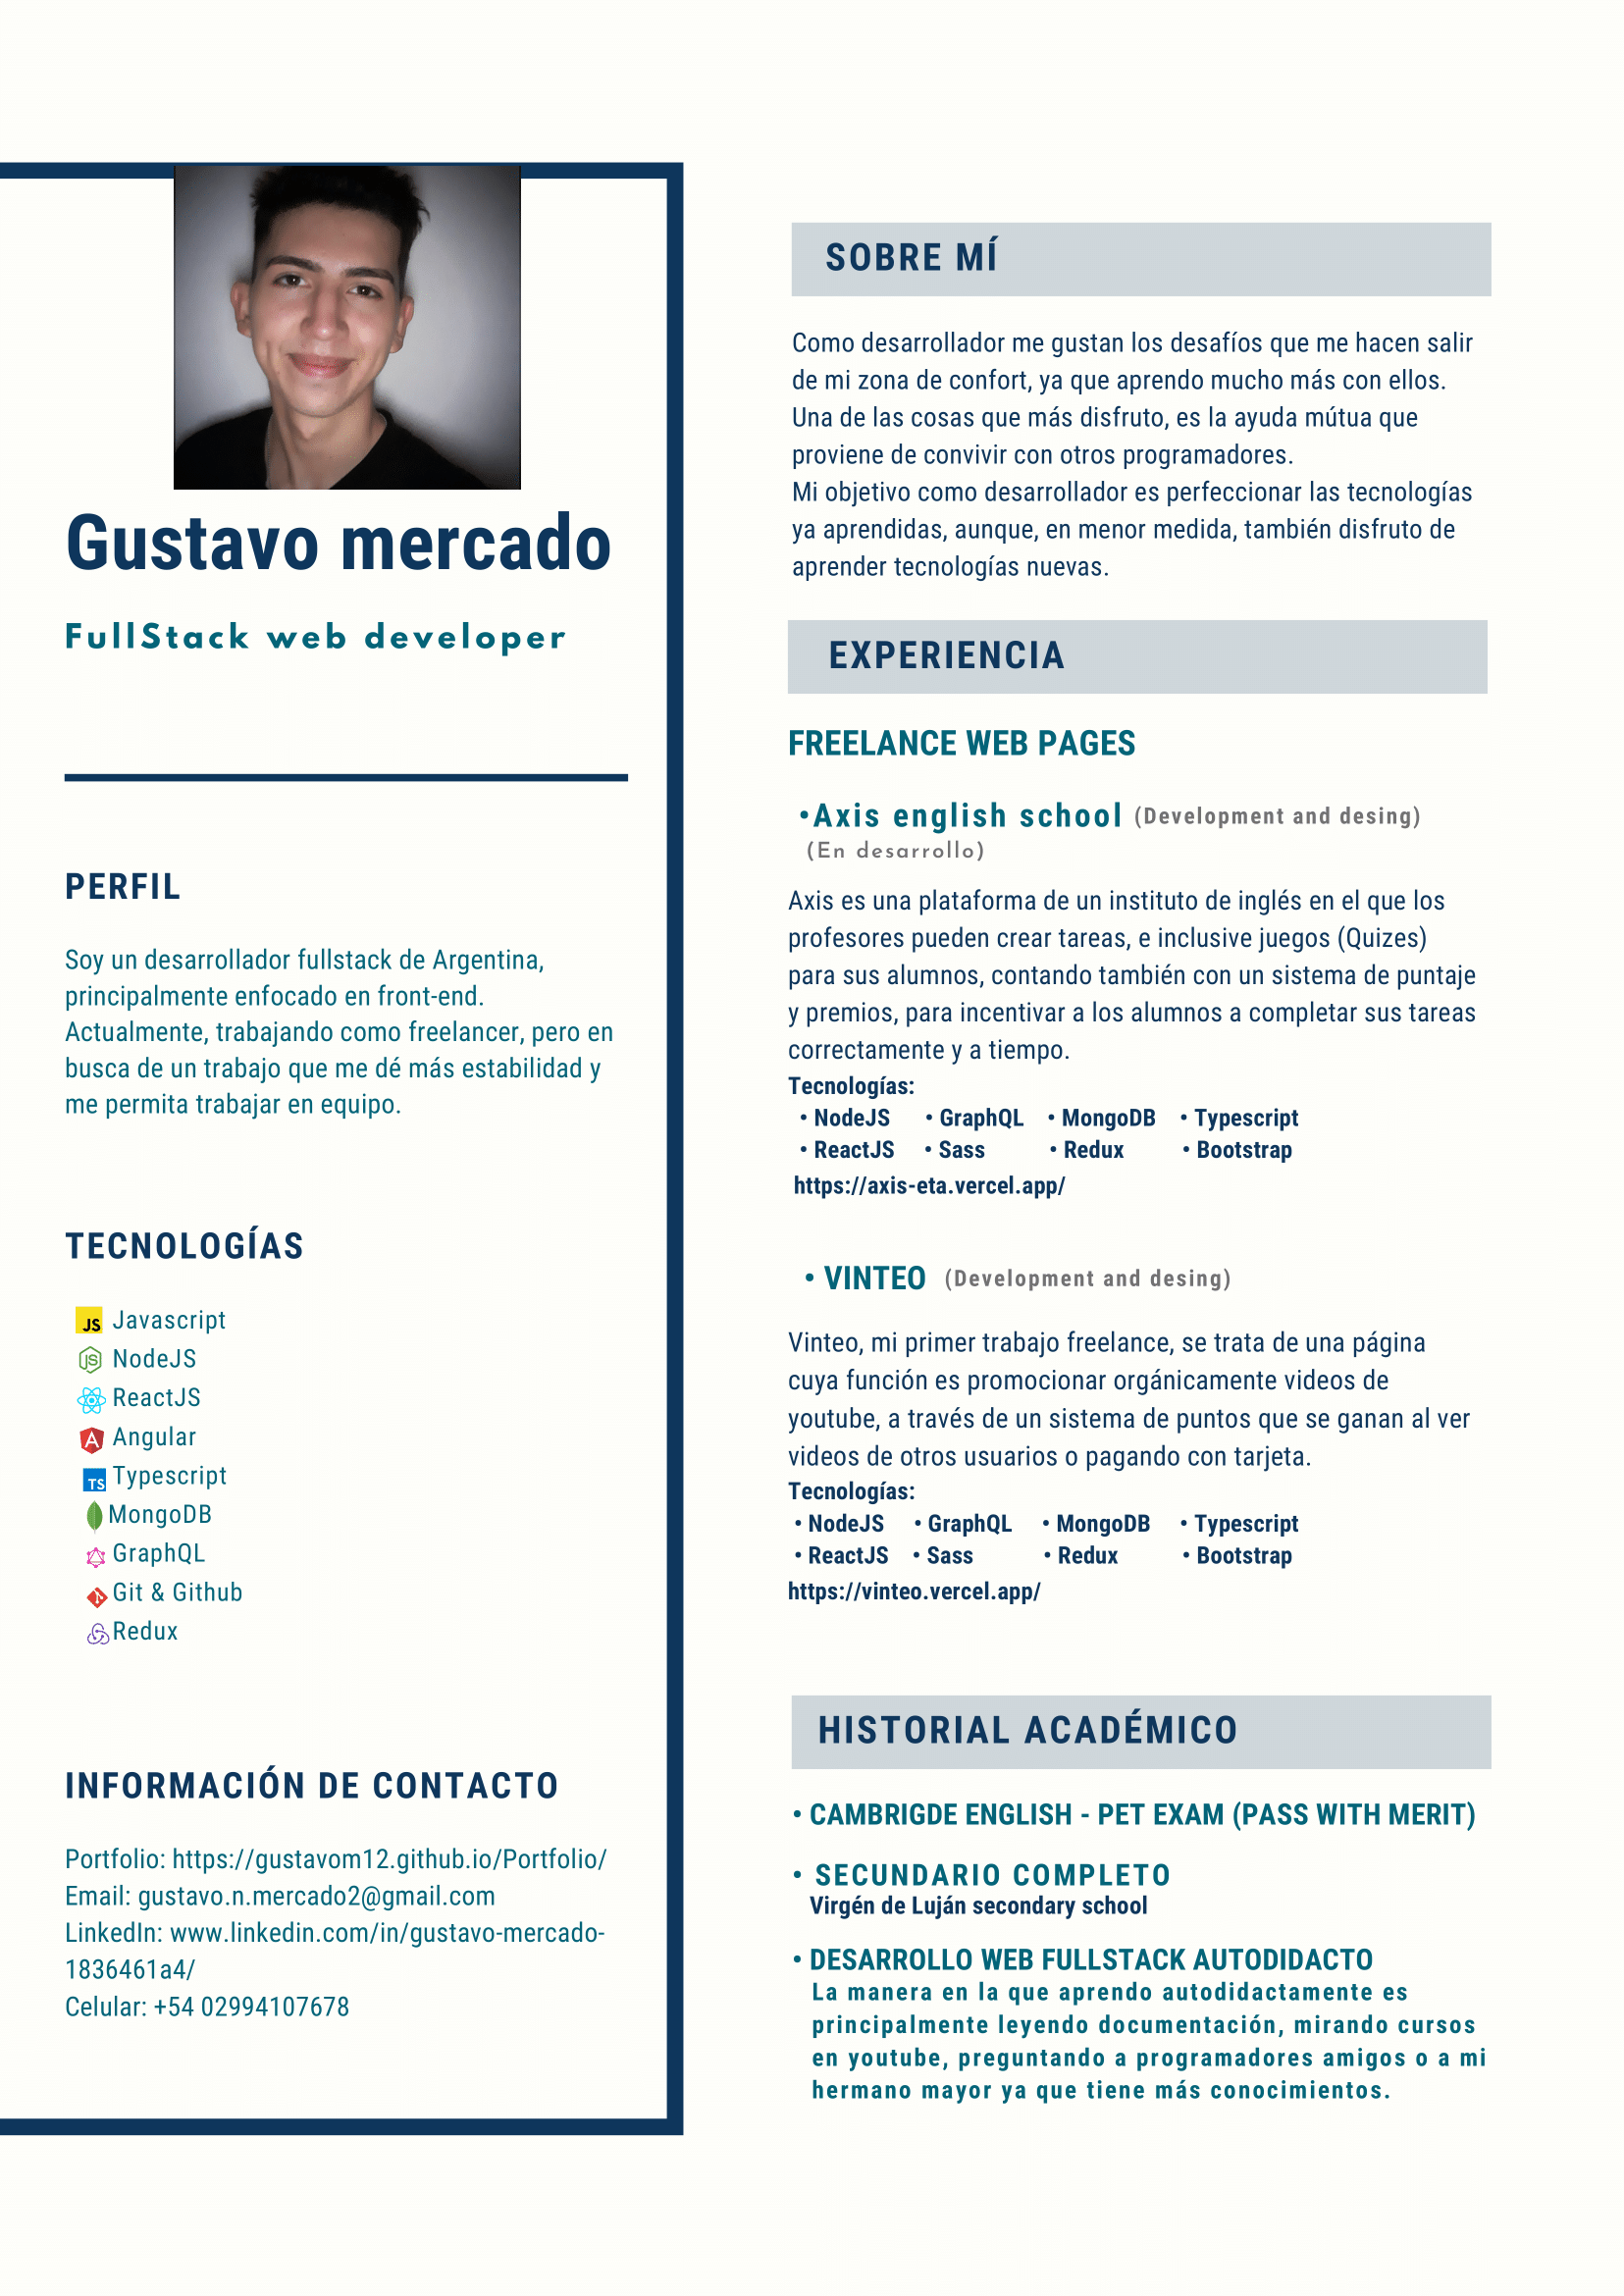 Gustavo mercado
FullStack web developer
PERFIL
Soy un desarrollador fullstack de Argentina,
principalmente enfocado en front-end.
Actualmente, trabajando como freelancer, pero en
busca de un trabajo que me dé más estabilidad y
me permita trabajar en equipo.
TECNOLOGÍAS
JS Javascript
JS NodeJS
ReactJS
A Angular
TS Typescript
MongoDB
GraphQL
Git & Github
Redux
INFORMACIÓN DE CONTACTO
Portfolio: https://gustavom12.github.io/Portfolio/
Email: gustavo.n.mercado2@gmail.com
LinkedIn: www.linkedin.com/in/gustavo-mercado-
1836461a4/
Celular: +54 02994107678
SOBRE MÍ
Como desarrollador me gustan los desafíos que me hacen salir
de mi zona de confort, ya que aprendo mucho más con ellos.
Una de las cosas que más disfruto, es la ayuda mútua que
proviene de convivir con otros programadores.
Mi objetivo como desarrollador es perfeccionar las tecnologías
ya aprendidas, aunque, en menor medida, también disfruto de
aprender tecnologías nuevas.
EXPERIENCIA
FREELANCE WEB PAGES
•Axis english school (Development and desing)
(En desarrollo)
Axis es una plataforma de un instituto de inglés en el que los
profesores pueden crear tareas, e inclusive juegos (Quizes)
para sus alumnos, contando también con un sistema de puntaje
y premios, para incentivar a los alumnos a completar sus tareas
correctamente y a tiempo.
Tecnologías:
• NodeJS • GraphQL • MongoDB • Typescript
• ReactJS • Sass • Redux • Bootstrap
https://axis-eta.vercel.app/
• VINTEO (Development and desing)
Vinteo, mi primer trabajo freelance, se trata de una página
cuya función es promocionar orgánicamente videos de
youtube, a través de un sistema de puntos que se ganan al ver
videos de otros usuarios o pagando con tarjeta.
Tecnologías:
• NodeJS • GraphQL • MongoDB • Typescript
• ReactJS • Sass • Redux • Bootstrap
https://vinteo.vercel.app/
HISTORIAL ACADÉMICO
• CAMBRIGDE ENGLISH - PET EXAM (PASS WITH MERIT)
• SECUNDARIO COMPLETO
Virgén de Luján secondary school
• DESARROLLO WEB FULLSTACK AUTODIDACTO
La manera en la que aprendo autodidactamente es
principalmente leyendo documentación, mirando cursos
en youtube, preguntando a programadores amigos o a mi
hermano mayor ya que tiene más conocimientos.